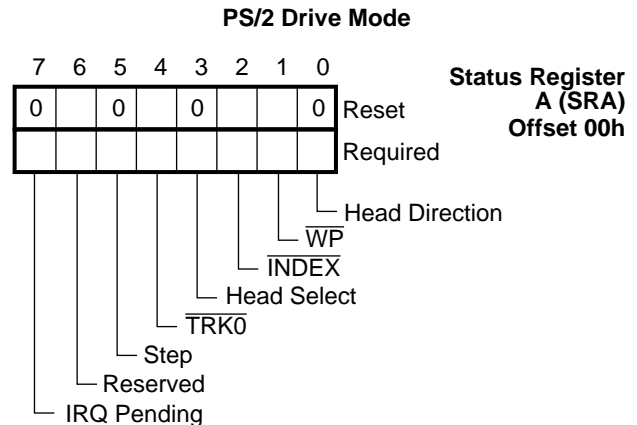 PS/2 Drive Mode
7 6 5 4 3 2 1 0
Status Register
A (SRA)
Offset 00h
0 0 0 0 Reset
Required
Head Direction
WP
INDEX
Head Select
TRK0
Step
Reserved
IRQ Pending